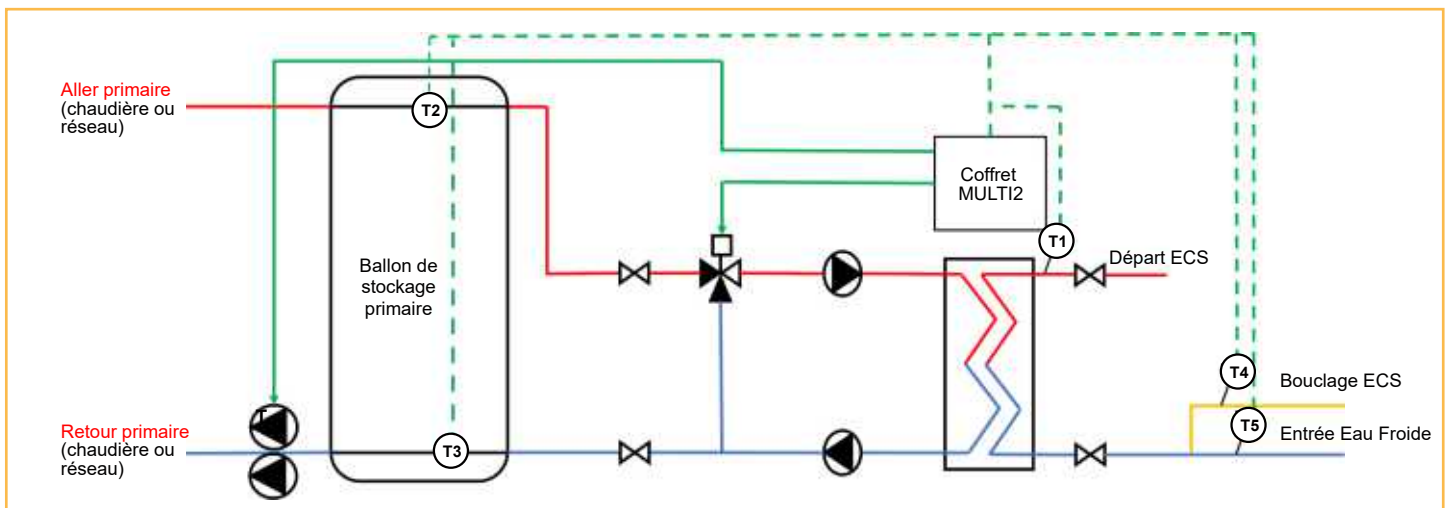 Aller primaire
(chaudière ou
réseau)
T2
Coffret
MULTI2
T1
Départ ECS
Ballon de
stockage
primaire
T4
Bouclage ECS
T
T5
Retour primaire
(chaudière ou
réseau)
T3
Entrée Eau Froide